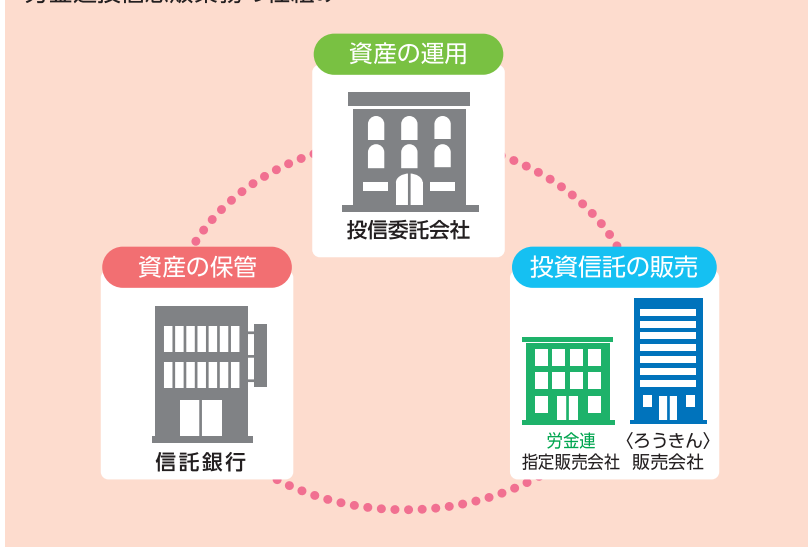 資産の運用
投信委託会社
資産の保管
信託銀行
投資信託の販売
労金連
指定販売会社
〈ろうきん〉
販売会社